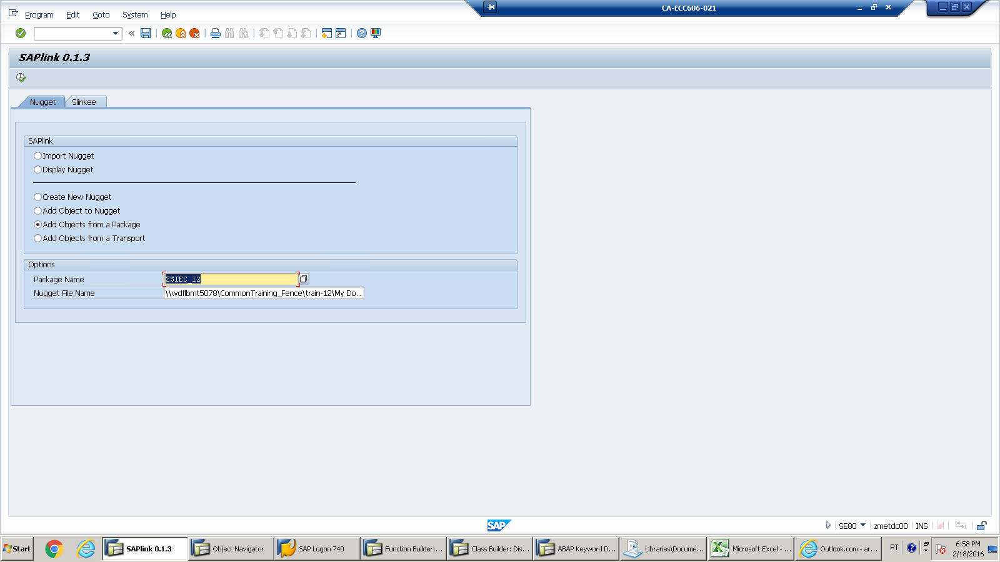 CA-ECC606-021
Program Edit Goto System Help
SAPlink 0.1.3
Nugget Slinkee
SAPlink
Import Nugget
Display Nugget
Create New Nugget
Add Object to Nugget
Add Objects from a Package
Add Objects from a Transport
Options
Package Name ZSIEC_12
Nugget File Name \\wdflbmt5078\CommonTraining_Fence\train-12\My Do...
SAP
SE80 zmetdc00 INS
Start SAPlink 0.1.3 Object Navigator SAP Logon 740 Function Builder:... Class Builder: Dis... ABAP Keyword D... Libraries\Docume... Microsoft Excel - ... Outlook.com - ar... PT 6:58 PM
2/18/2016